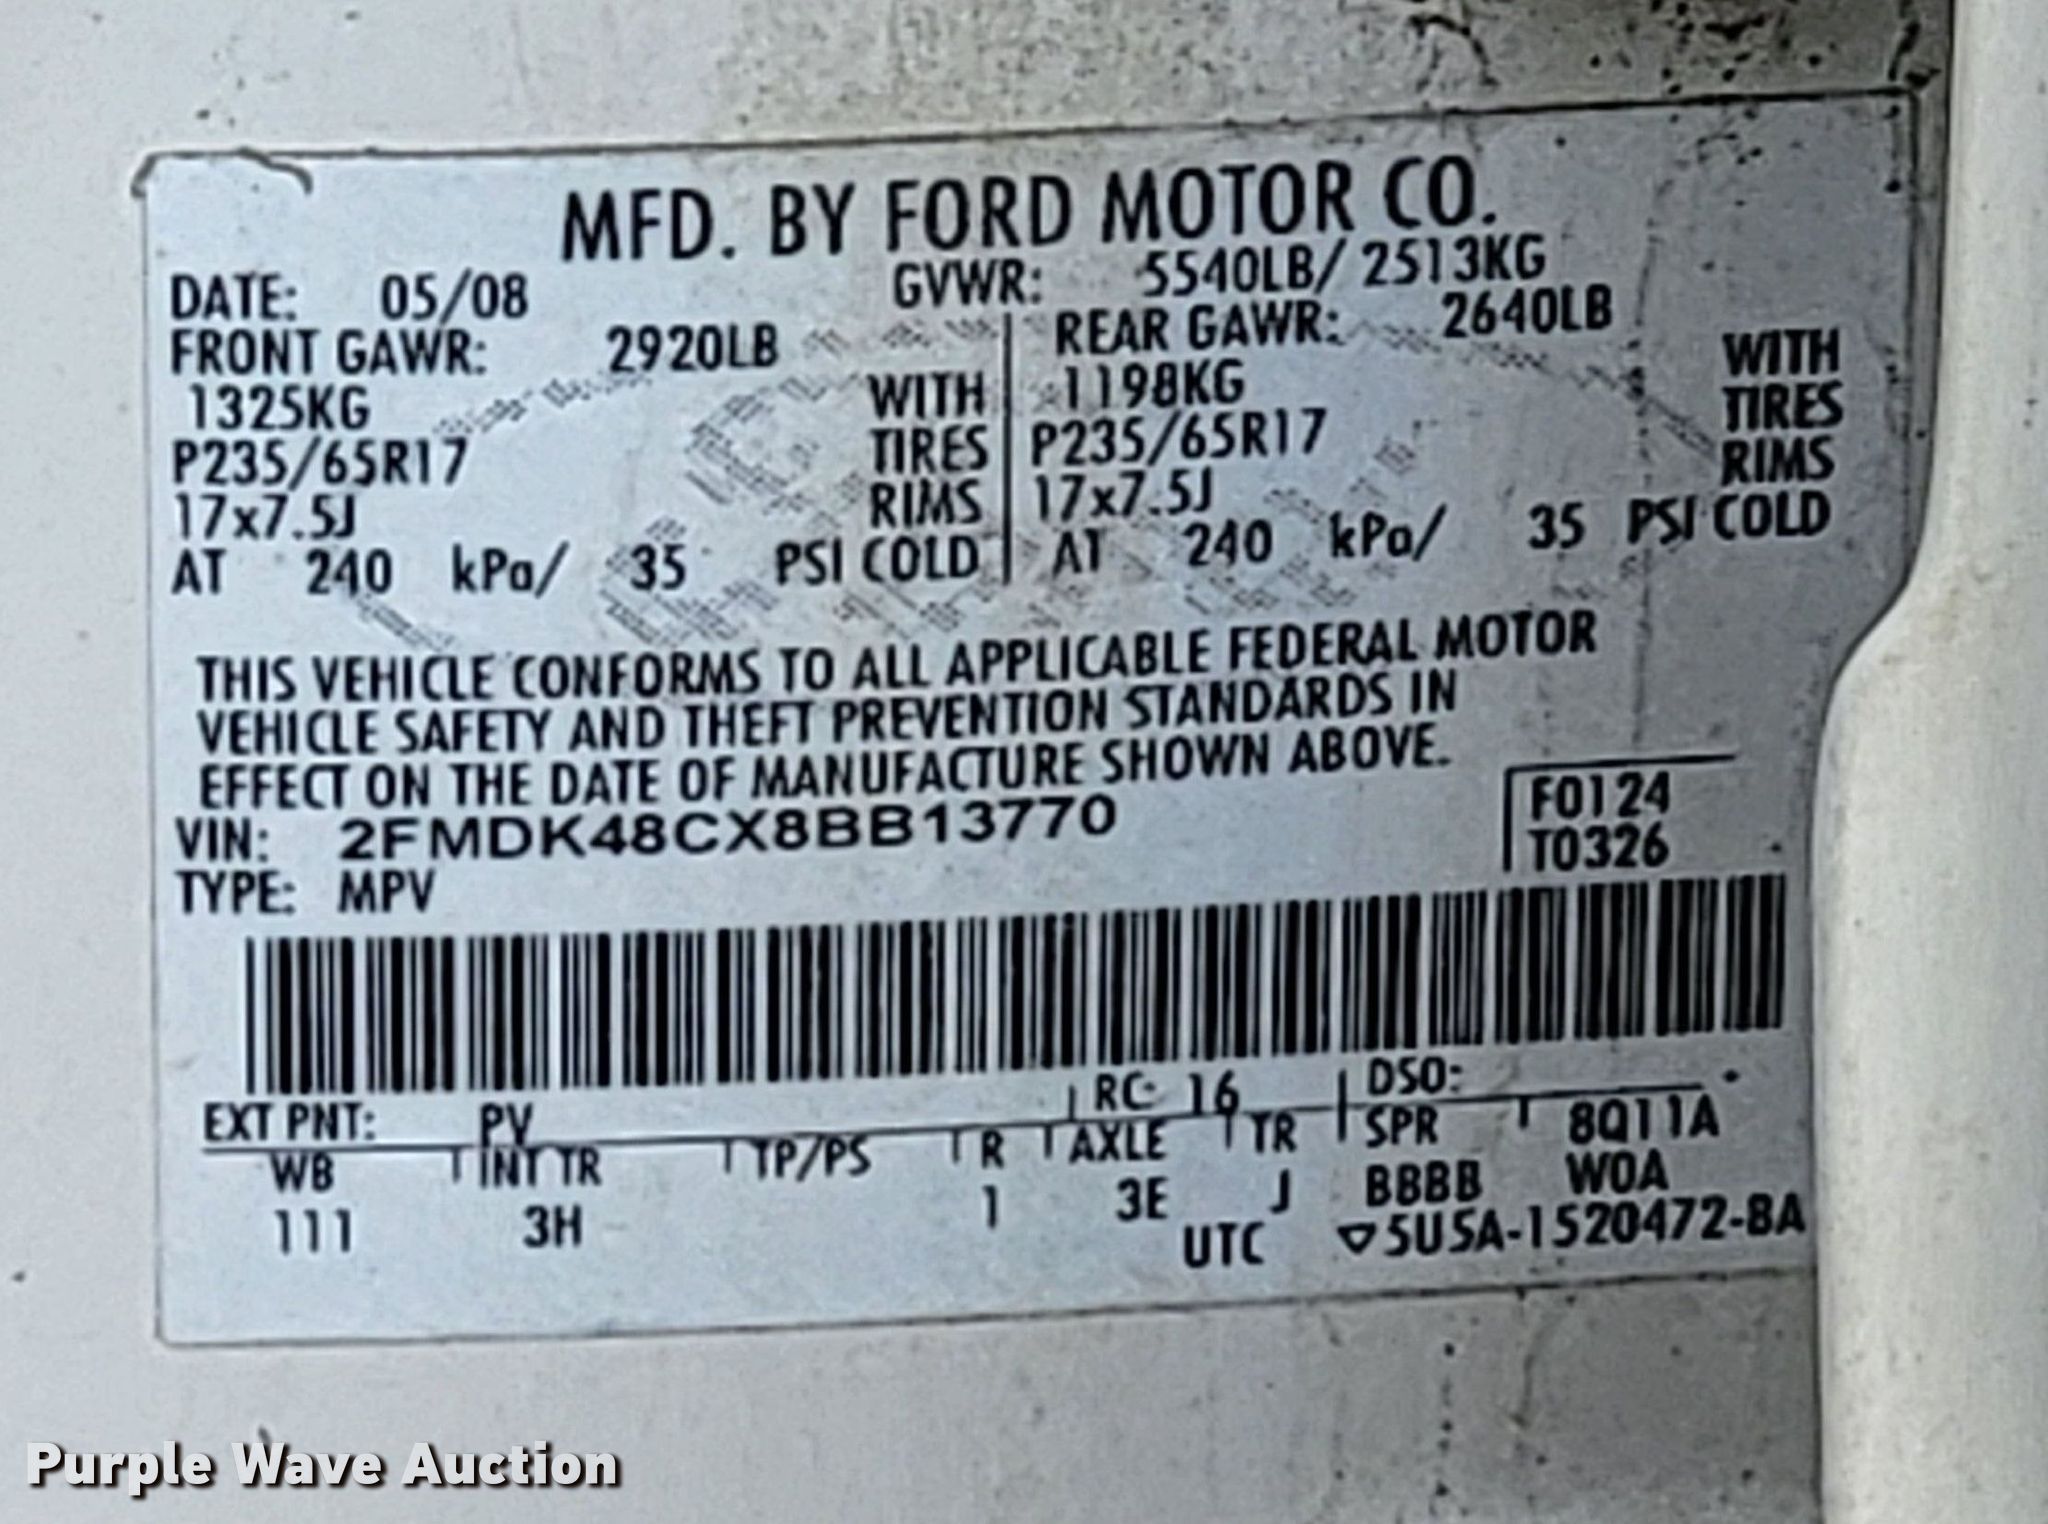 MFD. BY FORD MOTOR CO.
DATE: 05/08 GVWR: 5540LB/ 2513KG
FRONT GAWR: 2920LB REAR GAWR: 2640LB
1325KG WITH 1198KG WITH
P235/65R17 TIRES P235/65R17 TIRES
17x7.5J RIMS 17x7.5J RIMS
AT 240 kPa/ 35 PSI COLD AT 240 kPa/ 35 PSI COLD
THIS VEHICLE CONFORMS TO ALL APPLICABLE FEDERAL MOTOR
VEHICLE SAFETY AND THEFT PREVENTION STANDARDS IN
EFFECT ON THE DATE OF MANUFACTURE SHOWN ABOVE.
VIN: 2FMDK48CX8BB13770 F0124
TYPE: MPV T0326
EXT PNT: PV RC: 16 DSO:
WB INT TR TP/PS R AXLE TR SPR 8Q11A
111 3H 1 3E J BBBB WOA
UTC ▽5U5A-1520472-BA
Purple Wave Auction